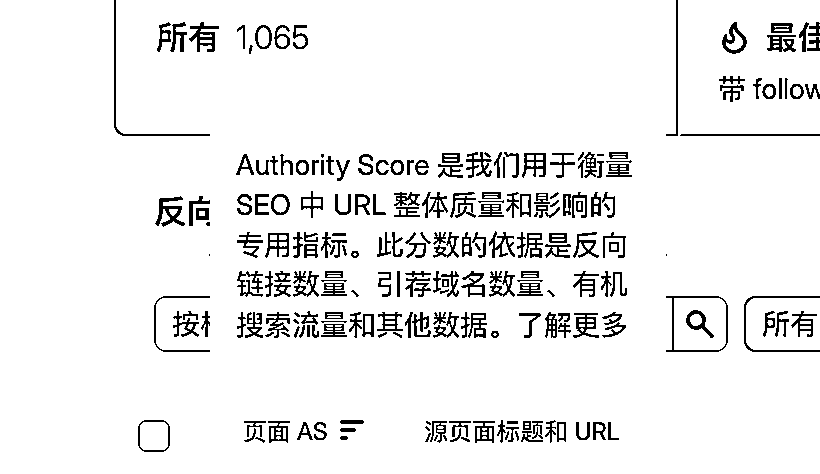 所有 1,065
最佳
带 follow
Authority Score 是我们用于衡量
SEO 中 URL 整体质量和影响的
专用指标。此分数的依据是反向
链接数量、引荐域名数量、有机
搜索流量和其他数据。了解更多
反向
按标
所有
页面 AS
源页面标题和 URL